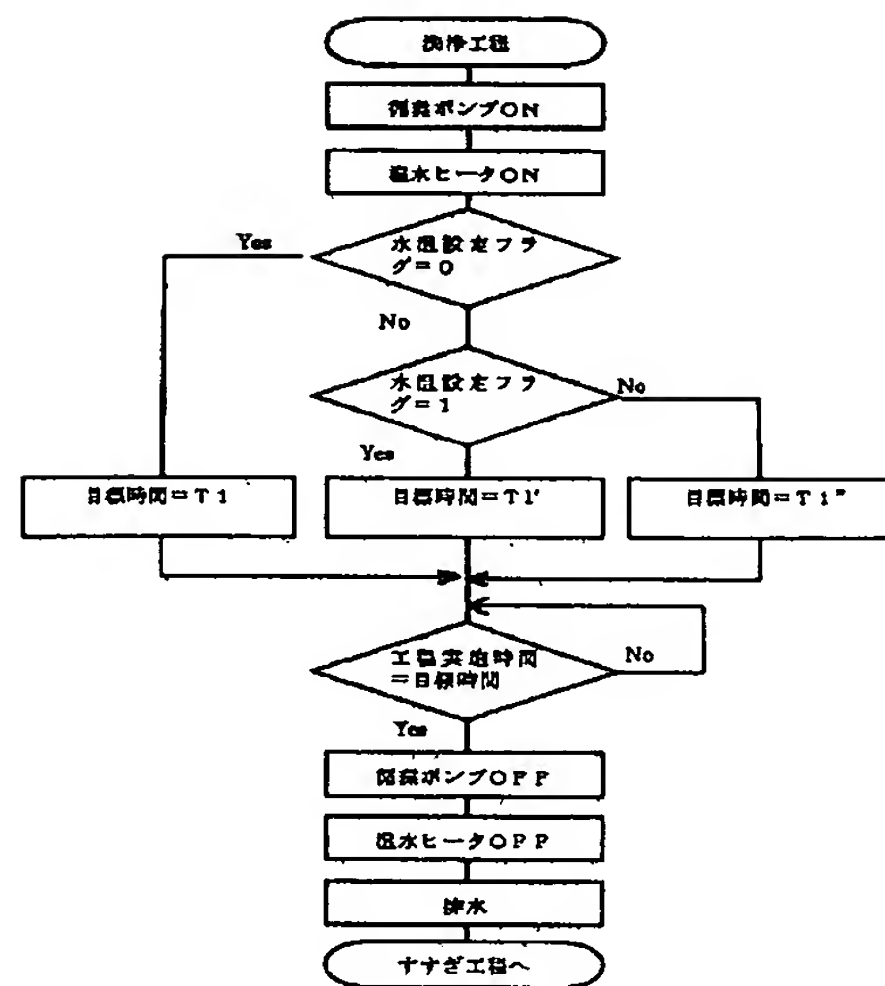 洗浄工程
循環ポンプON
温水ヒータON
水温設定フラ
グ=0
Yes
No
水温設定フラ
グ=1
No
Yes
目標時間=T1
目標時間=T1'
目標時間=T1"
工程実施時間
=目標時間
No
Yes
循環ポンプOFF
温水ヒータOFF
排水
すすぎ工程へ